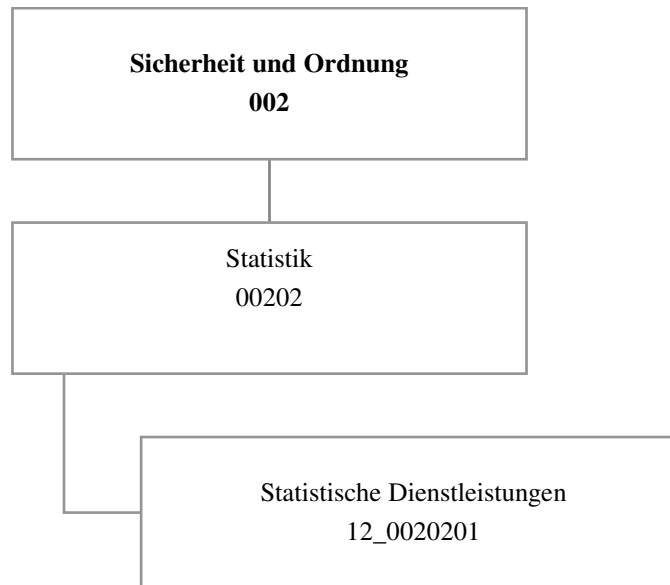 Sicherheit und Ordnung
002
Statistik
00202
Statistische Dienstleistungen
12_0020201